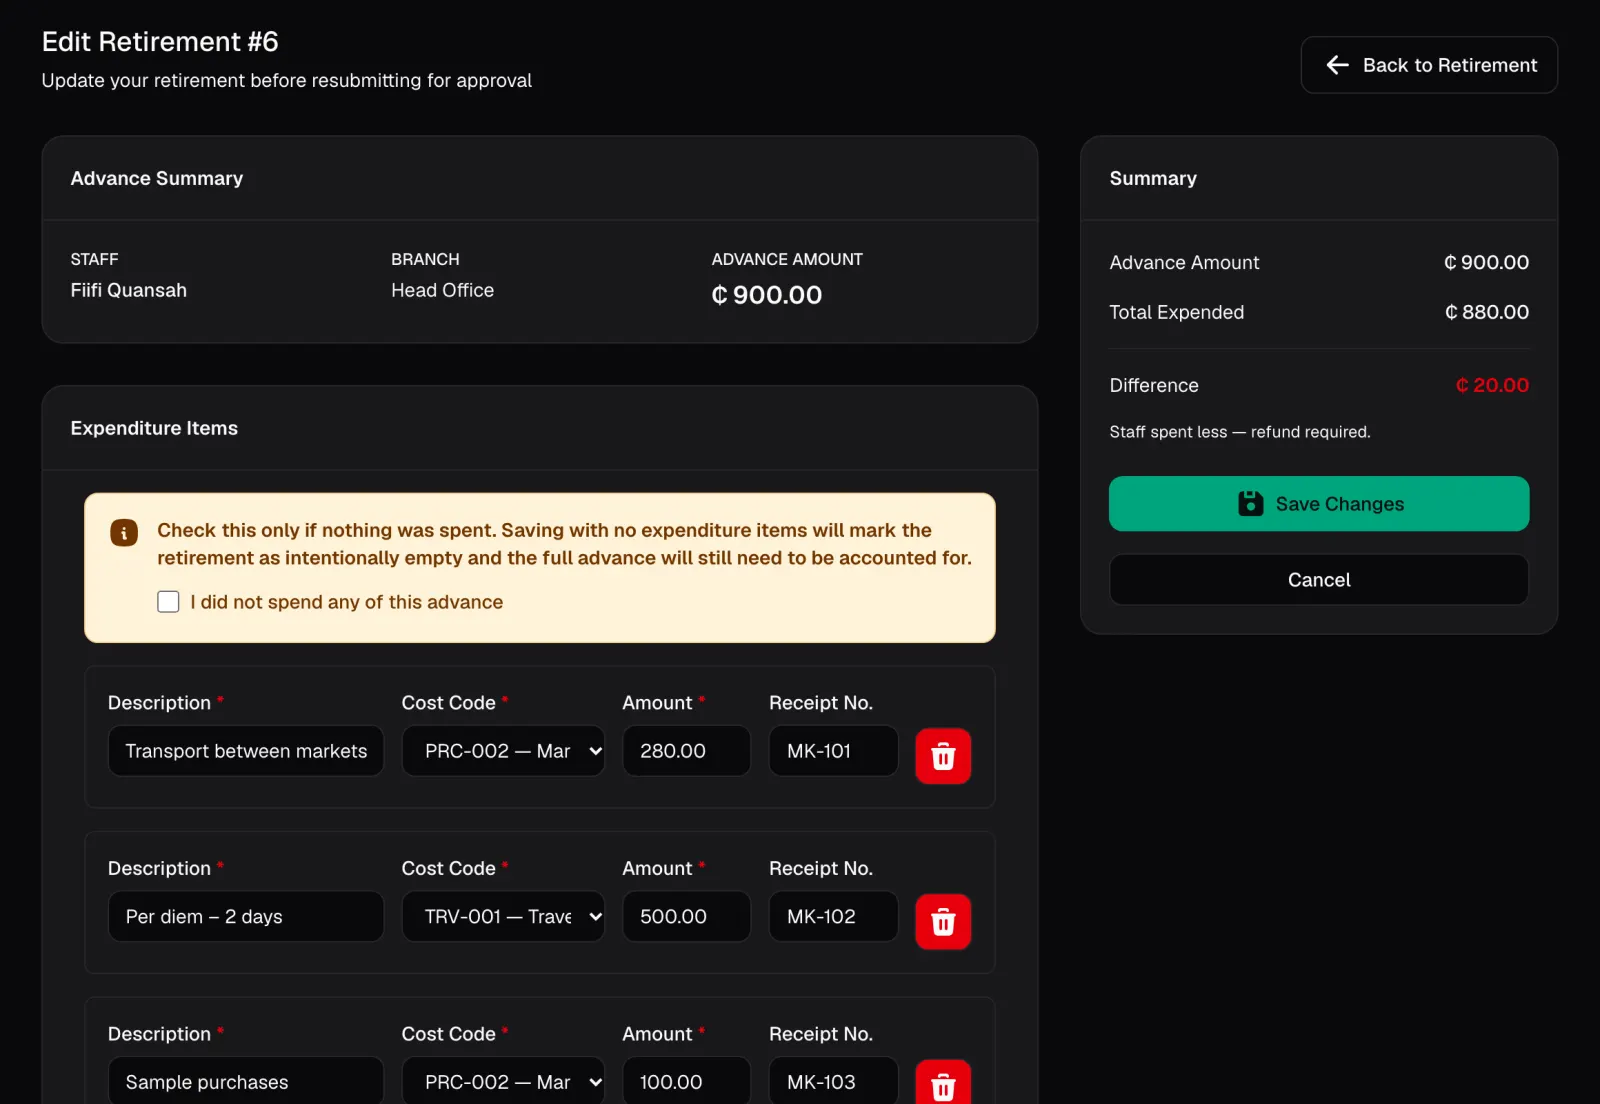 Edit Retirement #6
Update your retirement before resubmitting for approval
Back to Retirement
Advance Summary
STAFF
Fiifi Quansah
BRANCH
Head Office
ADVANCE AMOUNT
₵ 900.00
Summary
Advance Amount ₵ 900.00
Total Expended ₵ 880.00
Difference ₵ 20.00
Staff spent less — refund required.
Save Changes
Cancel
Expenditure Items
Check this only if nothing was spent. Saving with no expenditure items will mark the
retirement as intentionally empty and the full advance will still need to be accounted for.
I did not spend any of this advance
Description * Cost Code * Amount * Receipt No.
Transport between markets PRC-002 — Mar 280.00 MK-101
Description * Cost Code * Amount * Receipt No.
Per diem – 2 days TRV-001 — Trave 500.00 MK-102
Description * Cost Code * Amount * Receipt No.
Sample purchases PRC-002 — Mar 100.00 MK-103